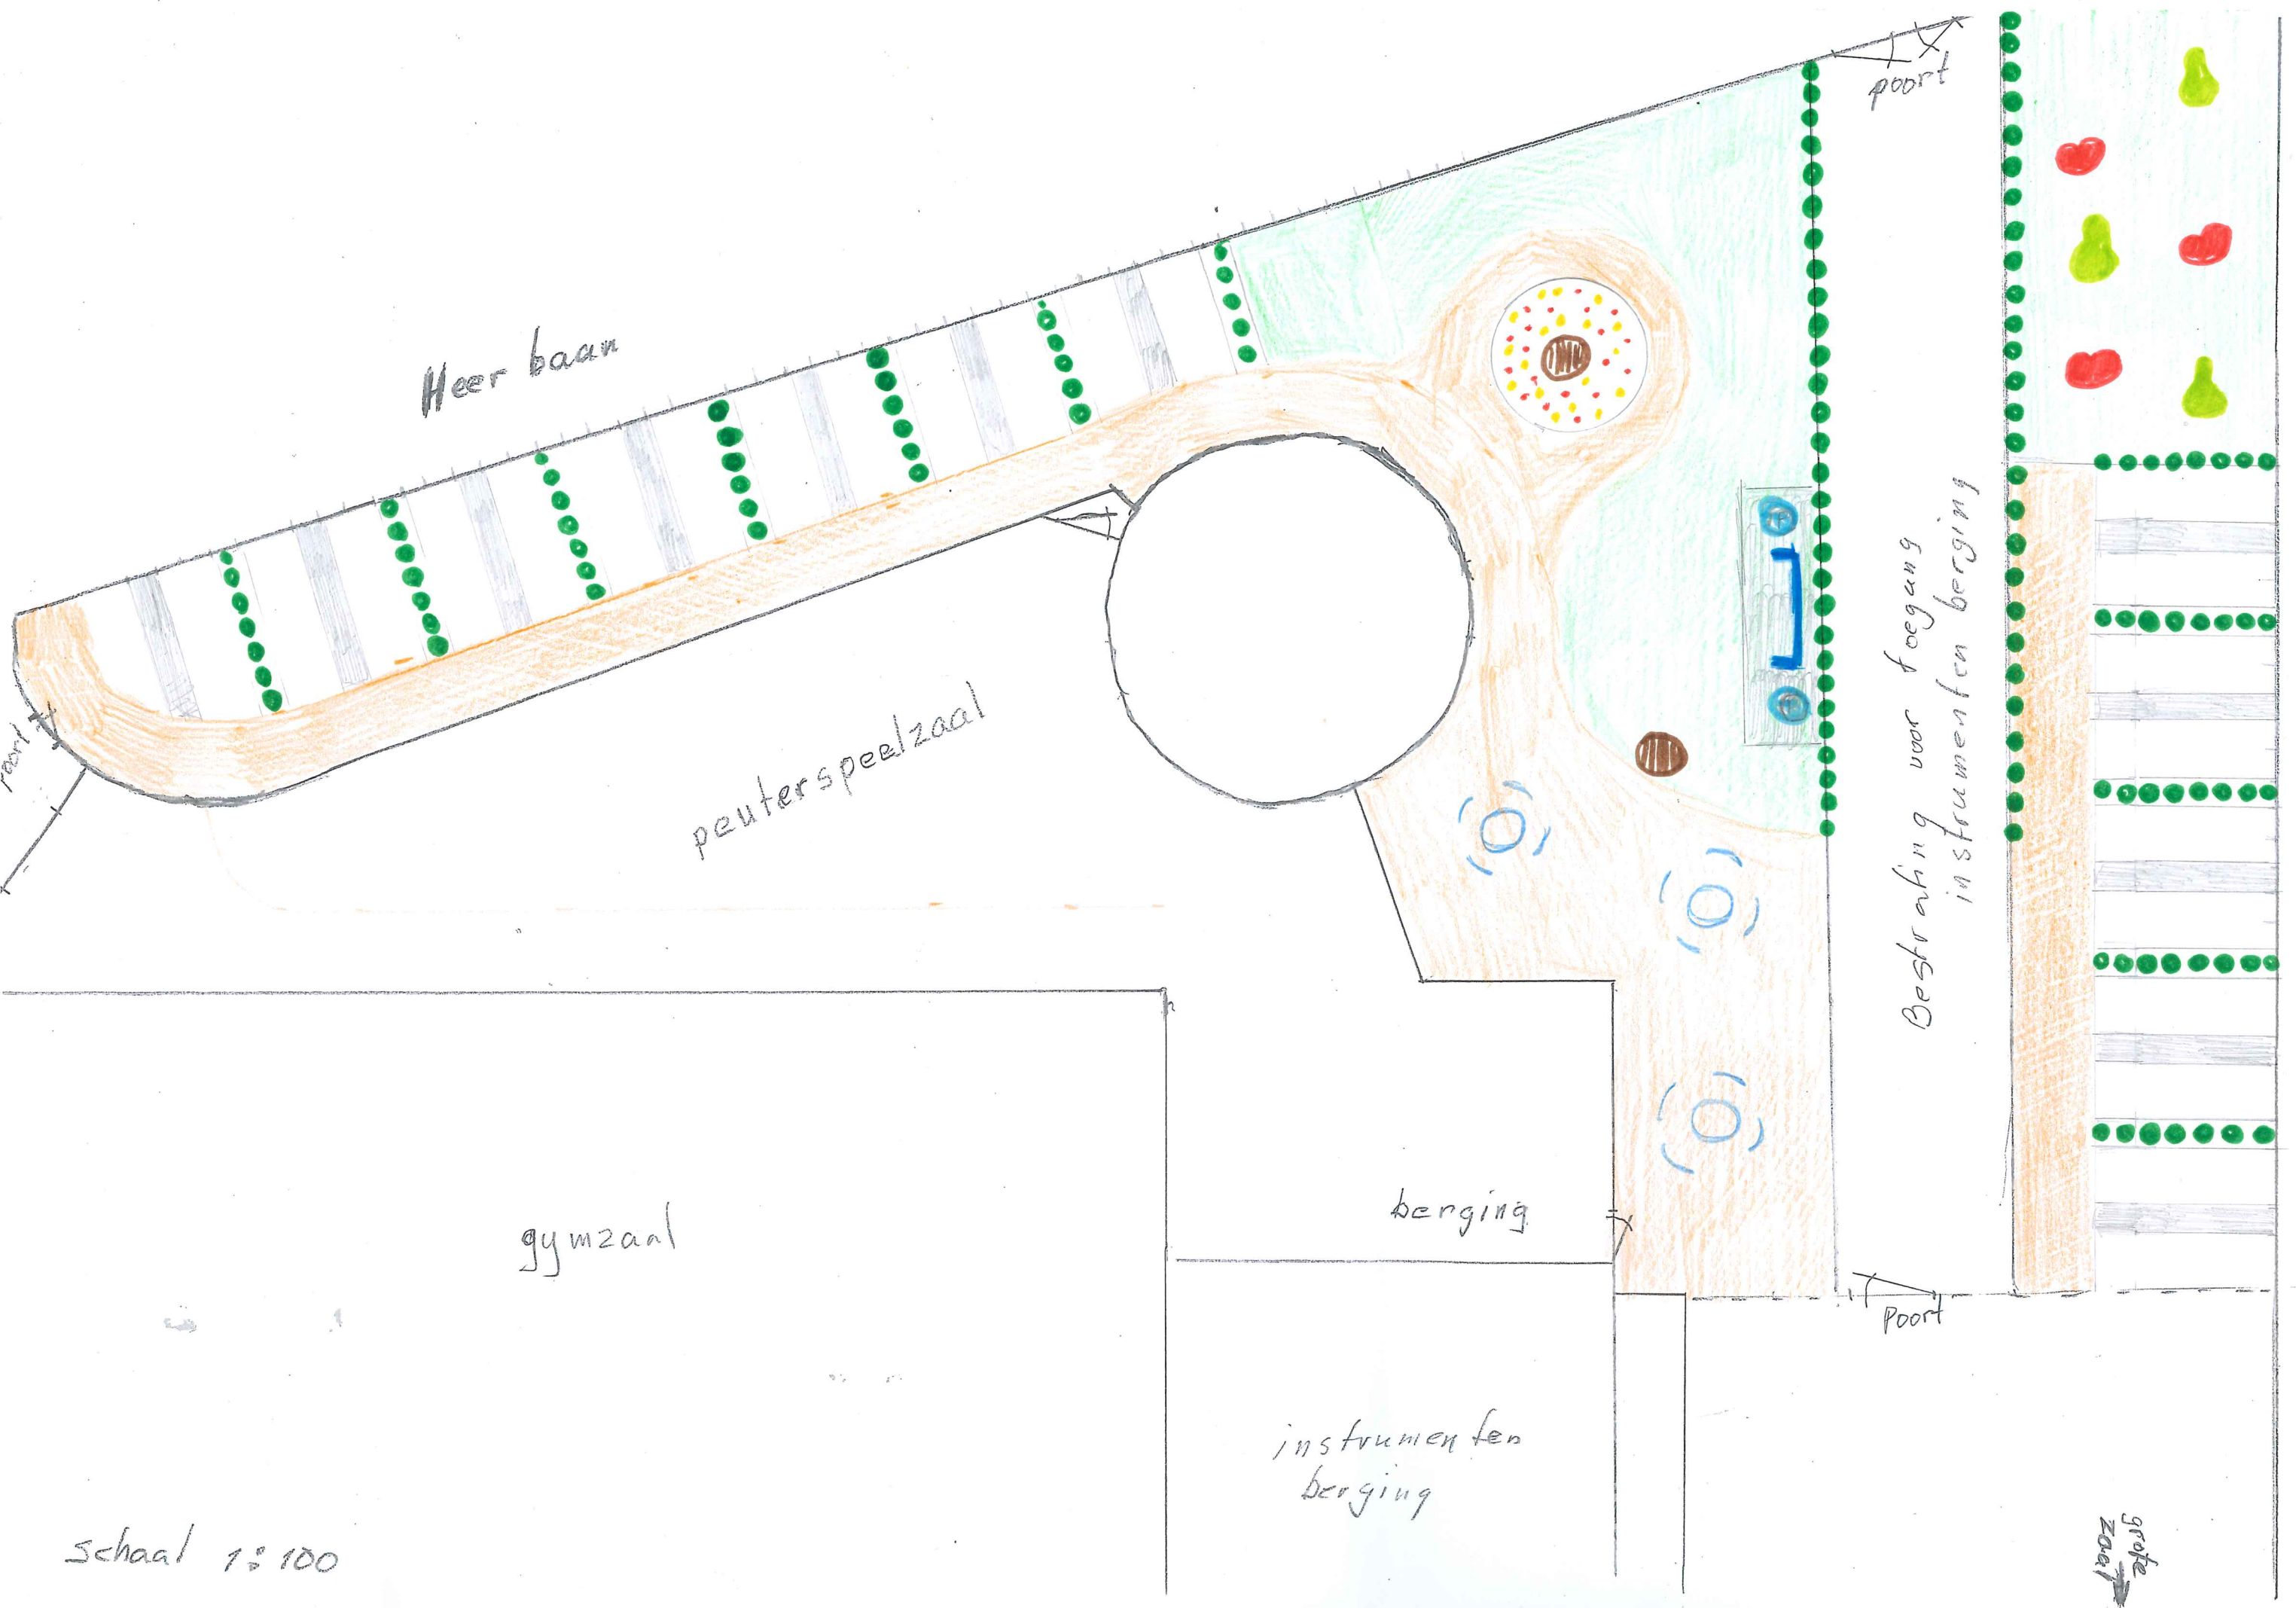 poort
Heer baan
Bestrating voor toegang
instrumenten berging
poort
peuterspeelzaal
berging
gymzaal
poort
instrumenten
berging
schaal 1:100
grote
zaal